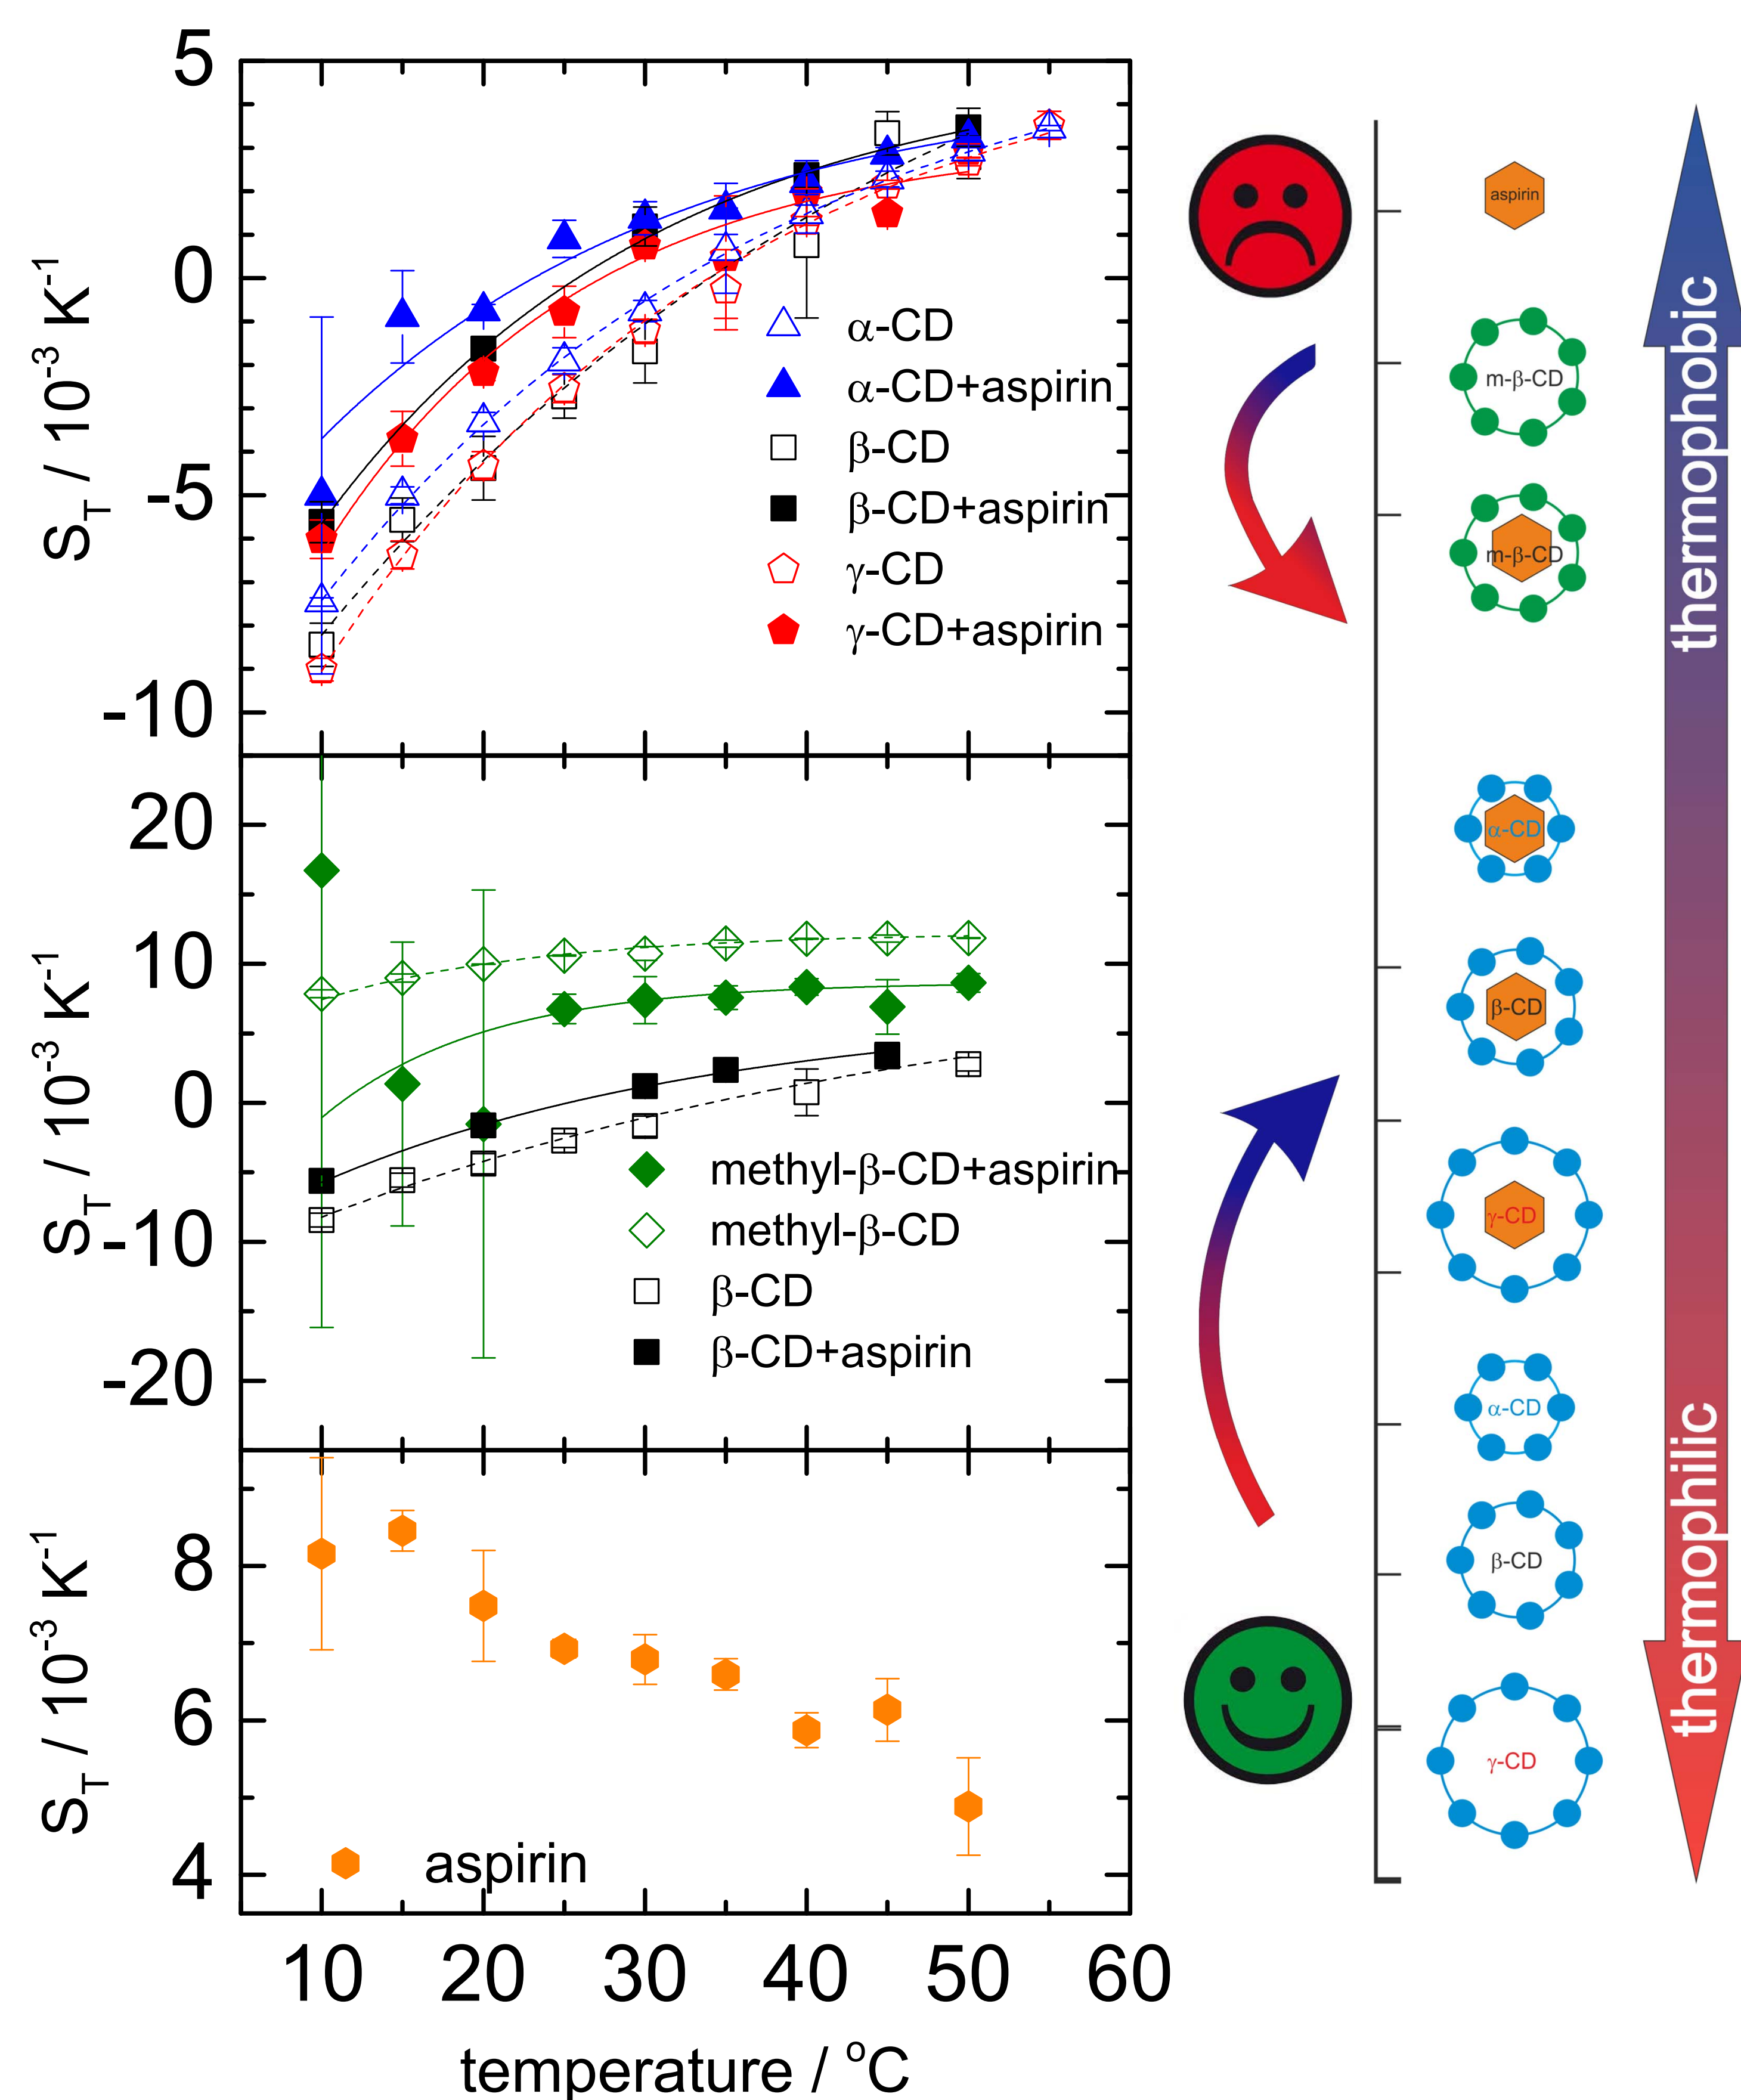 5
0
-5
-10
S_T / 10^-3 K^-1
α-CD
α-CD+aspirin
β-CD
β-CD+aspirin
γ-CD
γ-CD+aspirin
20
10
0
-10
-20
S_T / 10^-3 K^-1
methyl-β-CD+aspirin
methyl-β-CD
β-CD
β-CD+aspirin
8
6
4
S_T / 10^-3 K^-1
aspirin
10 20 30 40 50 60
temperature / °C
aspirin
m-β-CD
m-β-CD
α-CD
β-CD
γ-CD
α-CD
β-CD
γ-CD
thermophobic
thermophilic